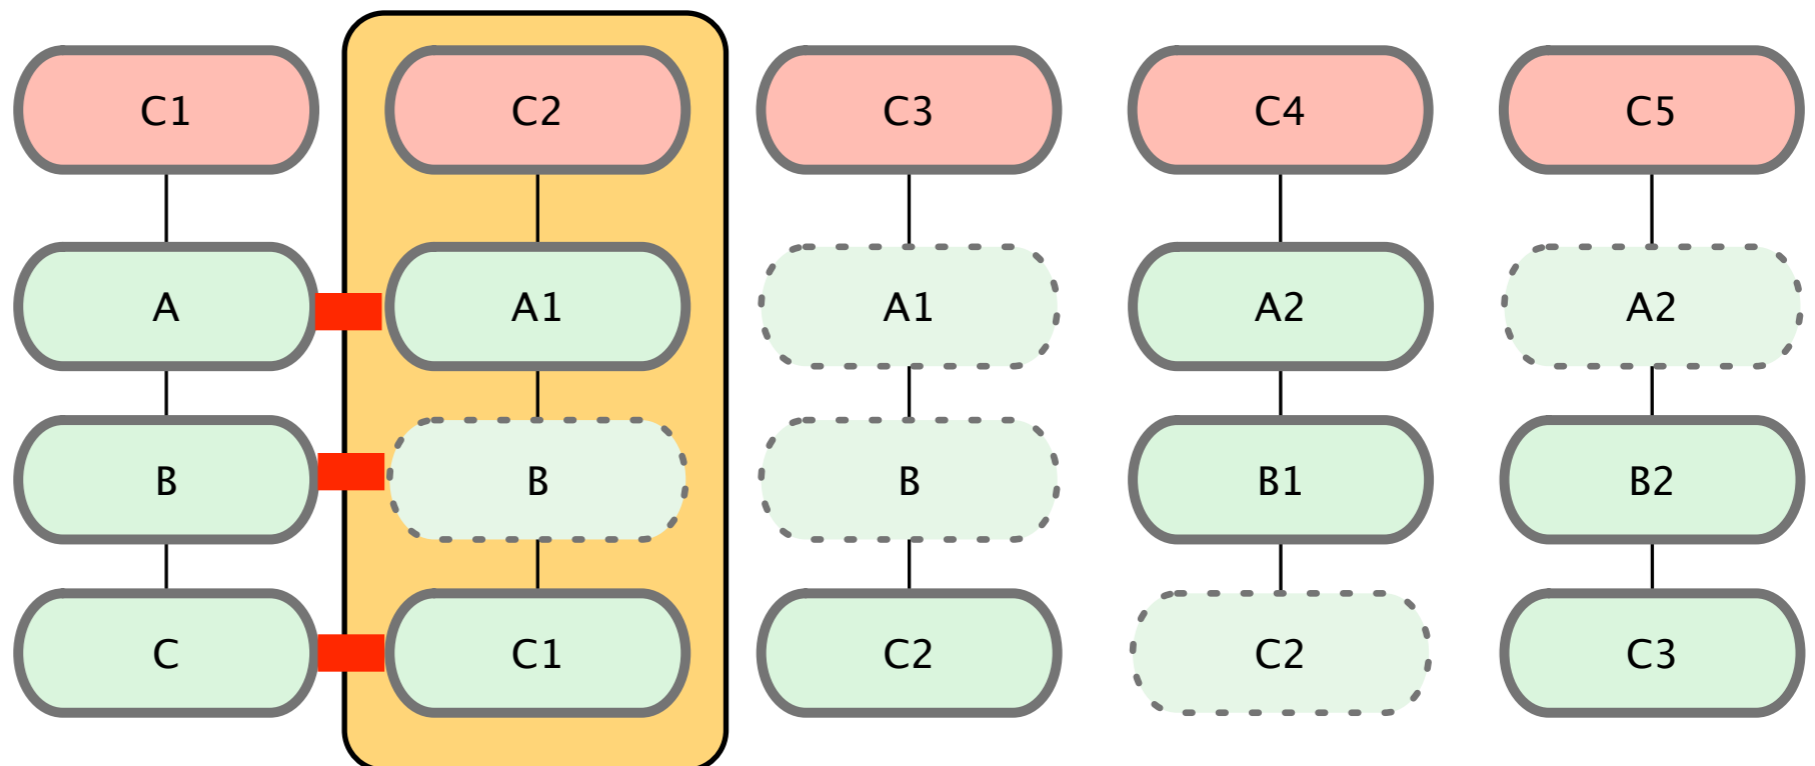 C1 C2 C3 C4 C5
A A1 A1 A2 A2
B B B B1 B2
C C1 C2 C2 C3